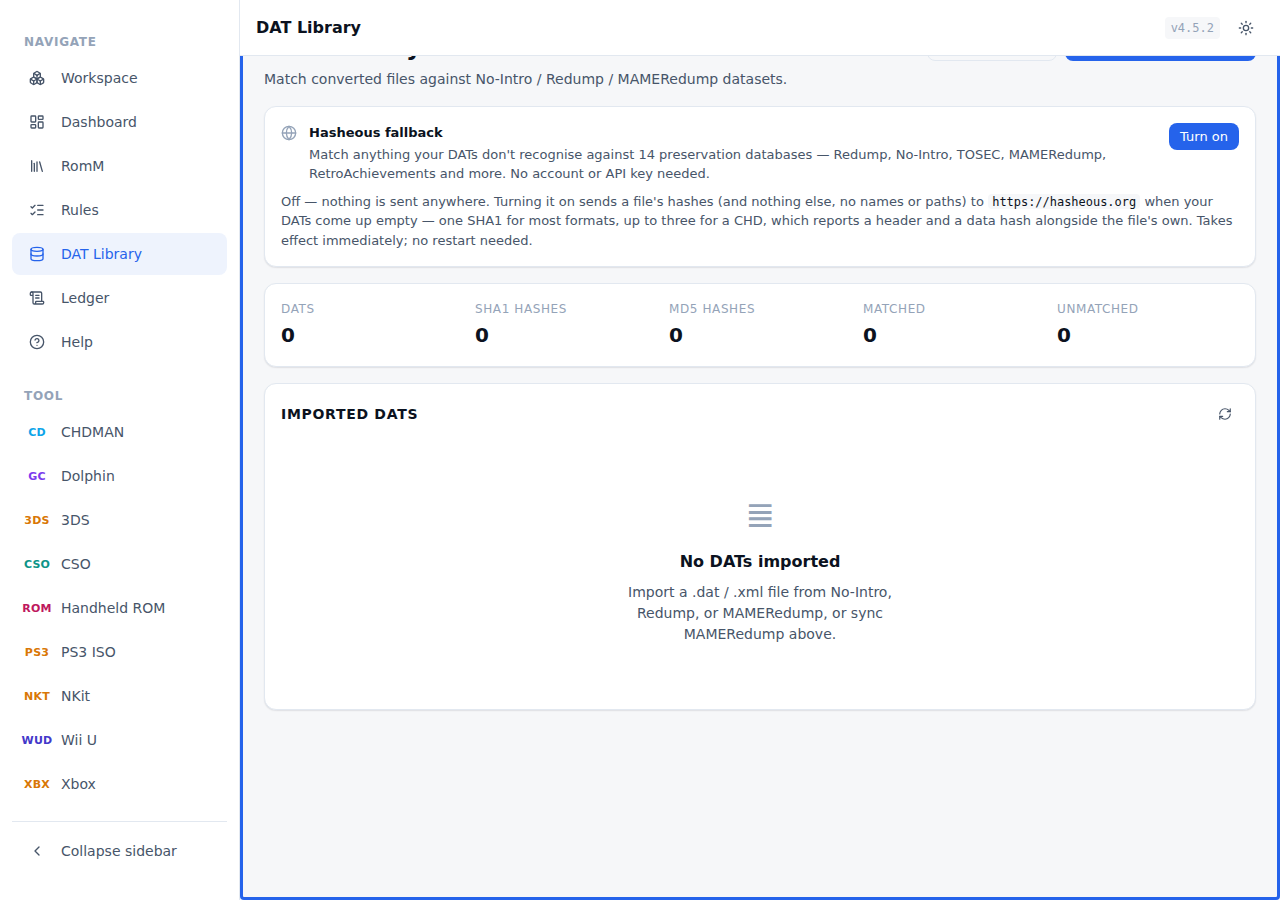 DAT Library
v4.5.2
NAVIGATE
Workspace
Dashboard
RomM
Rules
DAT Library
Ledger
Help
TOOL
CD CHDMAN
GC Dolphin
3DS 3DS
CSO CSO
ROM Handheld ROM
PS3 PS3 ISO
NKT NKit
WUD Wii U
XBX Xbox
Collapse sidebar
Match converted files against No-Intro / Redump / MAMERedump datasets.
Hasheous fallback
Turn on
Match anything your DATs don't recognise against 14 preservation databases — Redump, No-Intro, TOSEC, MAMERedump,
RetroAchievements and more. No account or API key needed.
Off — nothing is sent anywhere. Turning it on sends a file's hashes (and nothing else, no names or paths) to https://hasheous.org when your
DATs come up empty — one SHA1 for most formats, up to three for a CHD, which reports a header and a data hash alongside the file's own. Takes
effect immediately; no restart needed.
DATS SHA1 HASHES MD5 HASHES MATCHED UNMATCHED
0 0 0 0 0
IMPORTED DATS
No DATs imported
Import a .dat / .xml file from No-Intro,
Redump, or MAMERedump, or sync
MAMERedump above.